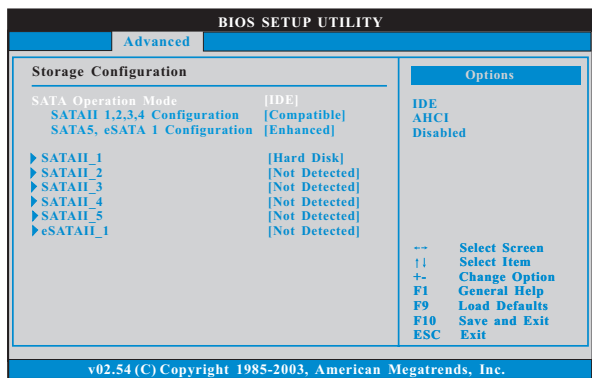 BIOS SETUP UTILITY
Advanced
Storage Configuration
SATA Operation Mode [IDE]
SATAII 1,2,3,4 Configuration [Compatible]
SATA5, eSATA 1 Configuration [Enhanced]
SATAII_1 [Hard Disk]
SATAII_2 [Not Detected]
SATAII_3 [Not Detected]
SATAII_4 [Not Detected]
SATAII_5 [Not Detected]
eSATAII_1 [Not Detected]
Options
IDE
AHCI
Disabled
←→ Select Screen
↑↓ Select Item
+- Change Option
F1 General Help
F9 Load Defaults
F10 Save and Exit
ESC Exit
v02.54 (C) Copyright 1985-2003, American Megatrends, Inc.